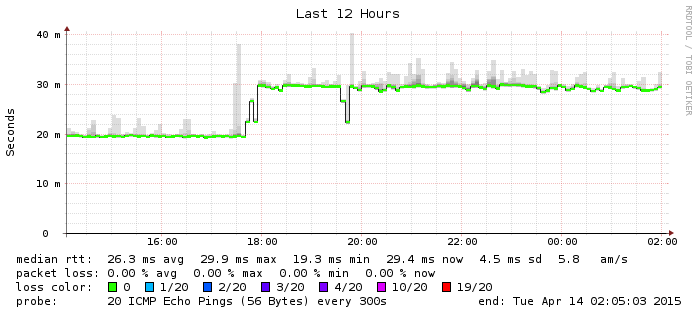 Last 12 Hours
RRDTOOL / TOBI OETIKER
40 m
30 m
20 m
10 m
0
Seconds
16:00 18:00 20:00 22:00 00:00 02:00
median rtt: 26.3 ms avg 29.9 ms max 19.3 ms min 29.4 ms now 4.5 ms sd 5.8 am/s
packet loss: 0.00 % avg 0.00 % max 0.00 % min 0.00 % now
loss color: 0 1/20 2/20 3/20 4/20 10/20 19/20
probe: 20 ICMP Echo Pings (56 Bytes) every 300s end: Tue Apr 14 02:05:03 2015